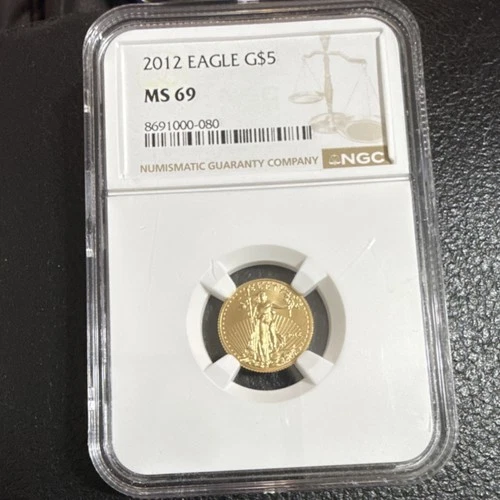 2012 EAGLE G$5
MS 69
8691000-080
NUMISMATIC GUARANTY COMPANY
NGC